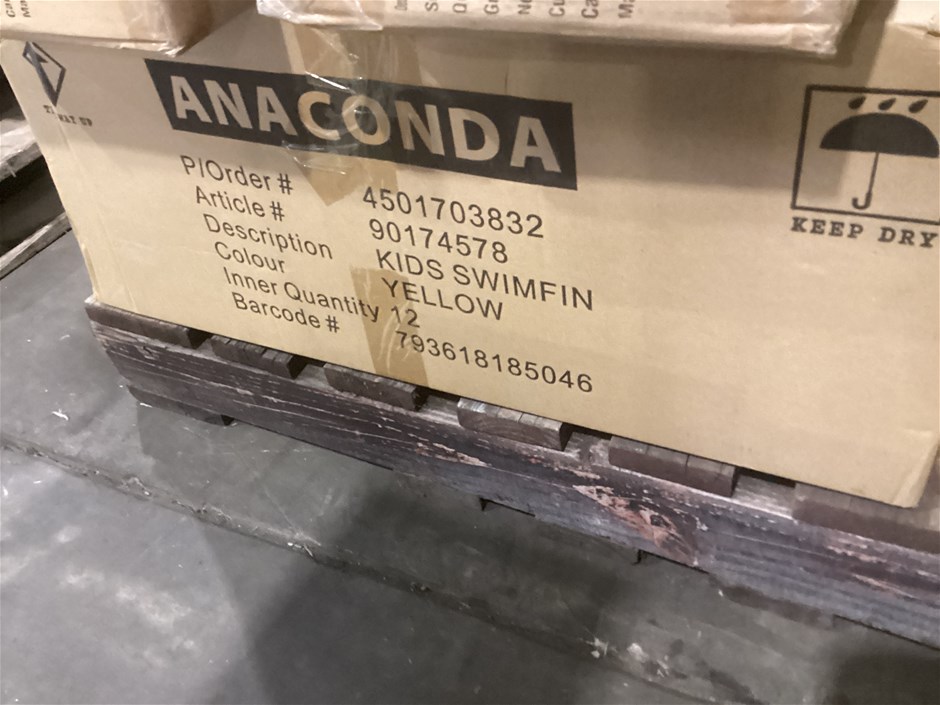 ANACONDA
P/Order # 4501703832
Article # 90174578
Description KIDS SWIMFIN
Colour YELLOW
Inner Quantity 12
Barcode # 793618185046
KEEP DRY